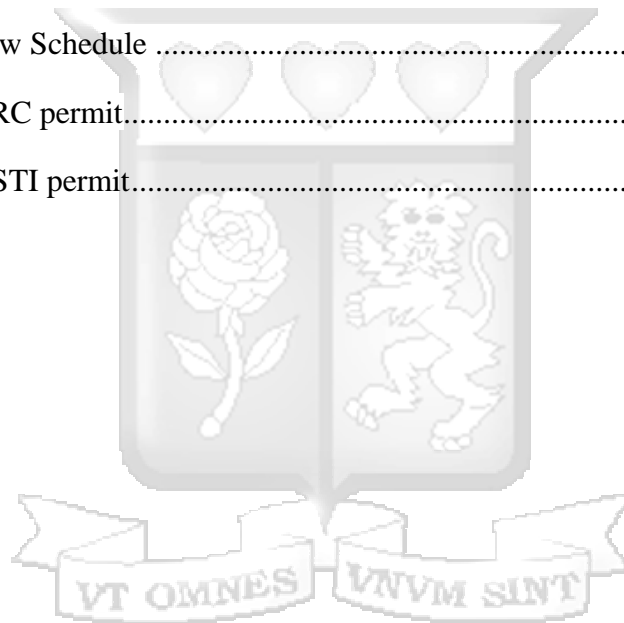 w Schedule ..............................................................
RC permit..................................................................
STI permit.................................................................
VT OMNES VNVM SINT